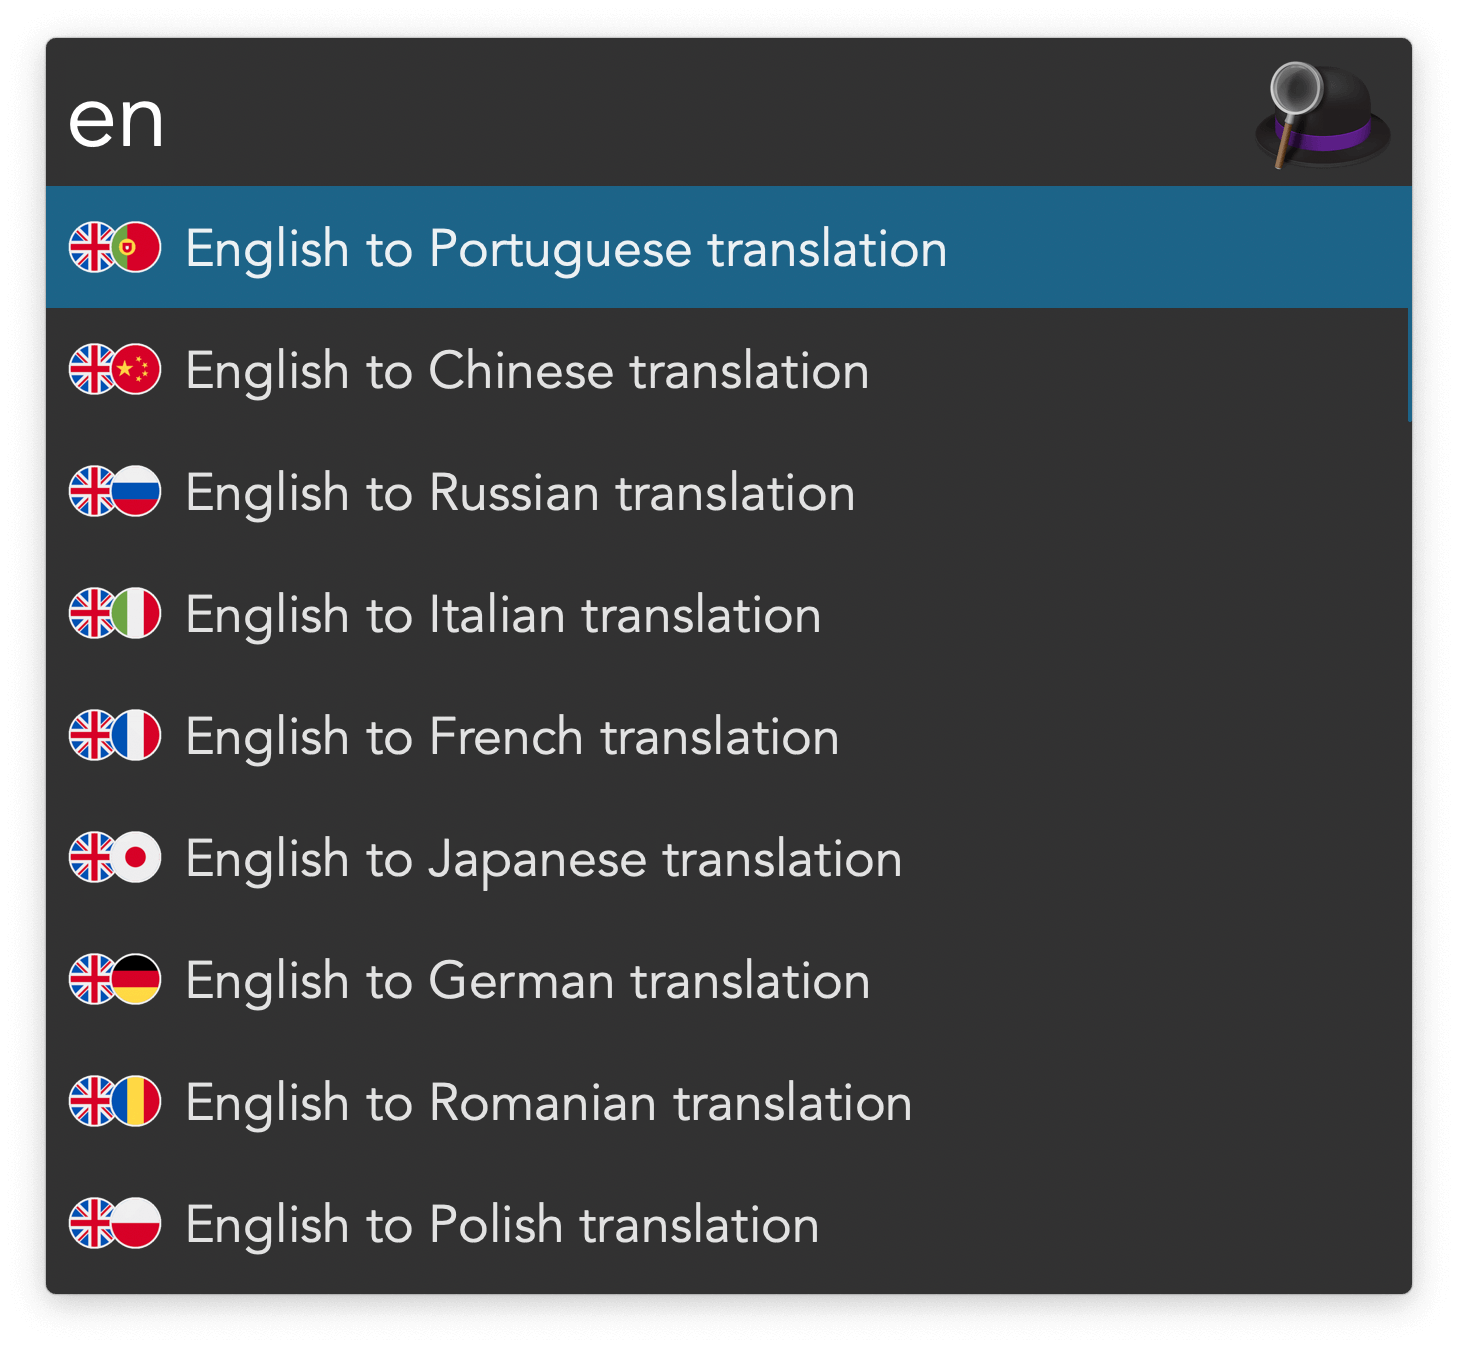 en
English to Portuguese translation
English to Chinese translation
English to Russian translation
English to Italian translation
English to French translation
English to Japanese translation
English to German translation
English to Romanian translation
English to Polish translation